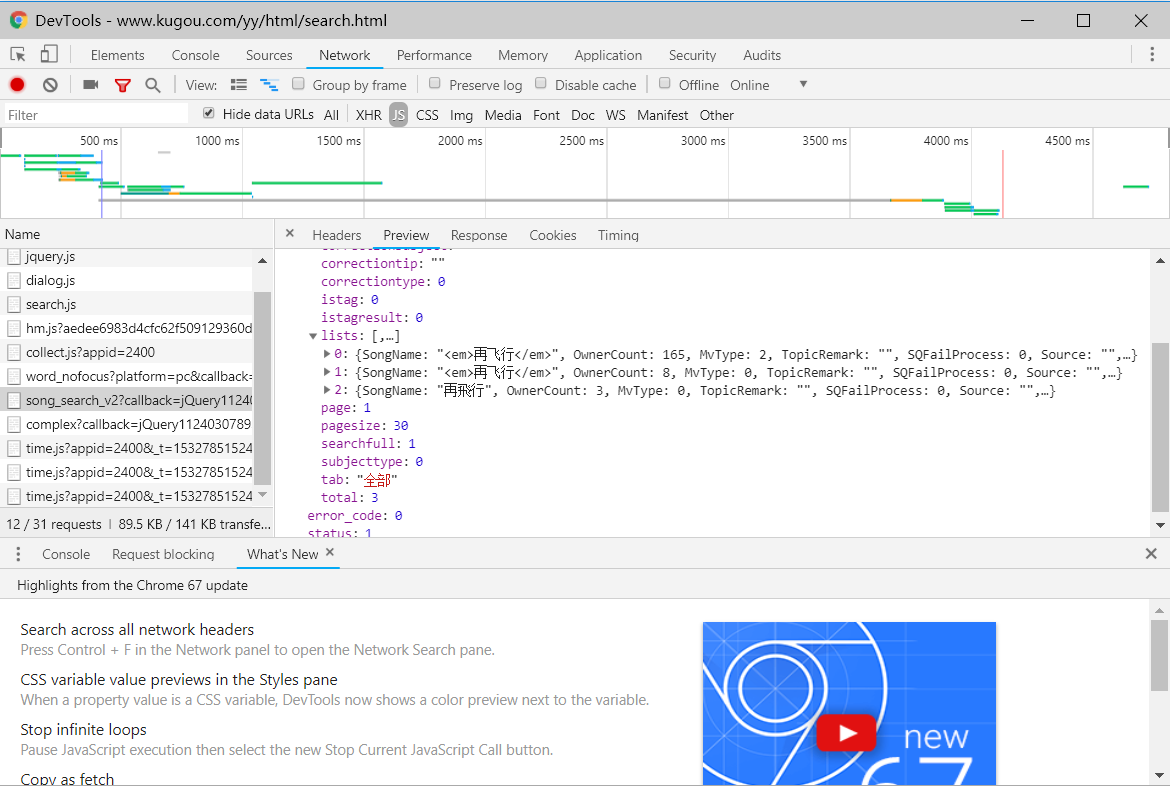 DevTools - www.kugou.com/yy/html/search.html
Elements Console Sources Network Performance Memory Application Security Audits
View: Group by frame Preserve log Disable cache Offline Online
Filter Hide data URLs All XHR JS CSS Img Media Font Doc WS Manifest Other
500 ms 1000 ms 1500 ms 2000 ms 2500 ms 3000 ms 3500 ms 4000 ms 4500 ms
Name
jquery.js
dialog.js
search.js
hm.js?aedee6983d4cfc62f509129360d
collect.js?appid=2400
word_nofocus?platform=pc&callback=
song_search_v2?callback=jQuery11240
complex?callback=jQuery1124030789
time.js?appid=2400&_t=15327851524
time.js?appid=2400&_t=15327851524
time.js?appid=2400&_t=15327851524
12 / 31 requests | 89.5 KB / 141 KB transfe...
× Headers Preview Response Cookies Timing
correctiontip: ""
correctiontype: 0
istag: 0
istagresult: 0
▼lists: [,…]
▶0: {SongName: "<em>再飞行</em>", OwnerCount: 165, MvType: 2, TopicRemark: "", SQFailProcess: 0, Source: "",…}
▶1: {SongName: "<em>再飞行</em>", OwnerCount: 8, MvType: 0, TopicRemark: "", SQFailProcess: 0, Source: "",…}
▶2: {SongName: "再飛行", OwnerCount: 3, MvType: 0, TopicRemark: "", SQFailProcess: 0, Source: "",…}
page: 1
pagesize: 30
searchfull: 1
subjecttype: 0
tab: "全部"
total: 3
error_code: 0
status: 1
Console Request blocking What's New ×
Highlights from the Chrome 67 update
Search across all network headers
Press Control + F in the Network panel to open the Network Search pane.
CSS variable value previews in the Styles pane
When a property value is a CSS variable, DevTools now shows a color preview next to the variable.
Stop infinite loops
Pause JavaScript execution then select the new Stop Current JavaScript Call button.
Copy as fetch
new
67